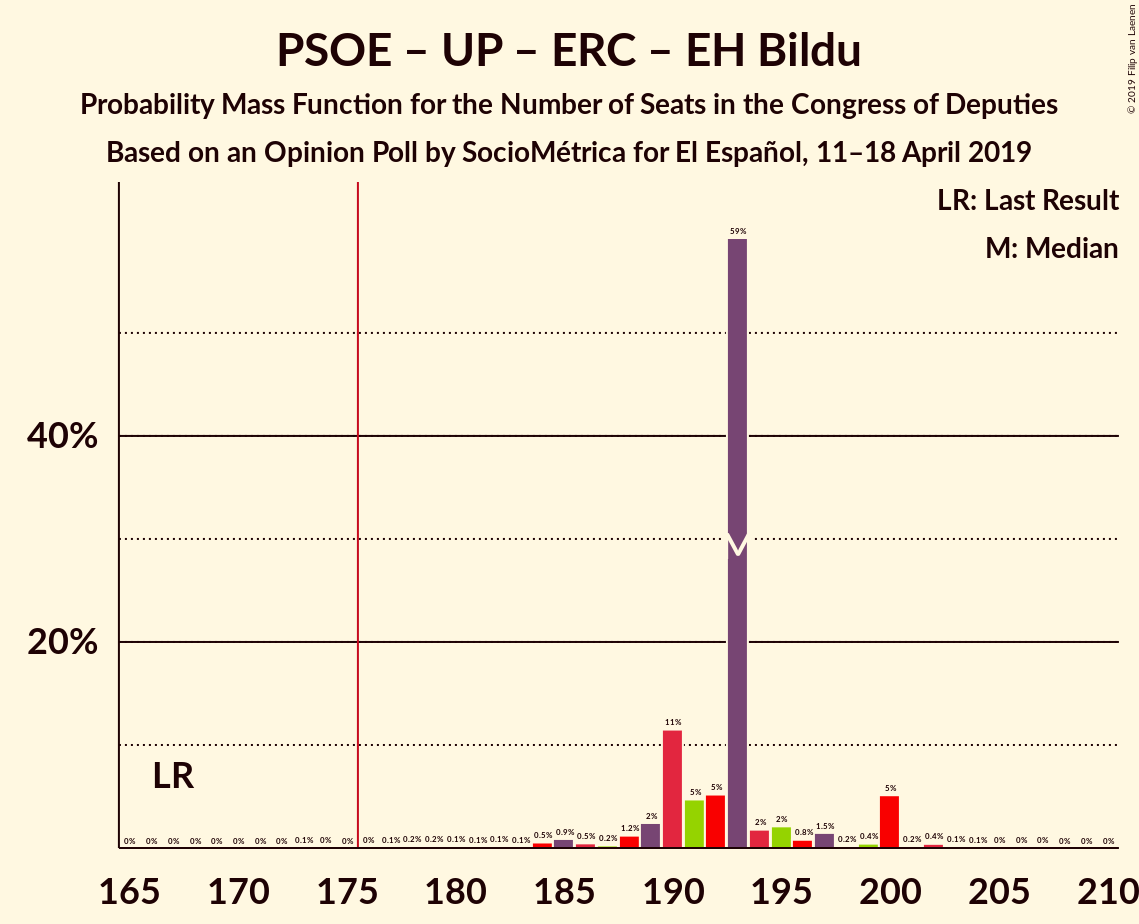 PSOE – UP – ERC – EH Bildu
Probability Mass Function for the Number of Seats in the Congress of Deputies
Based on an Opinion Poll by SocioMétrica for El Español, 11–18 April 2019
© 2019 Filip van Laenen
LR: Last Result
M: Median
59%
40%
20%
11%
5% 5% 2% 2% 5%
LR
0% 0% 0% 0% 0% 0% 0% 0% 0.1% 0% 0% 0% 0.1% 0.2% 0.2% 0.1% 0.1% 0.1% 0.1% 0.5% 0.9% 0.5% 0.2% 1.2% 2% 0.8% 1.5% 0.2% 0.4% 0.2% 0.4% 0.1% 0.1% 0% 0% 0% 0% 0% 0%
165 170 175 180 185 190 195 200 205 210